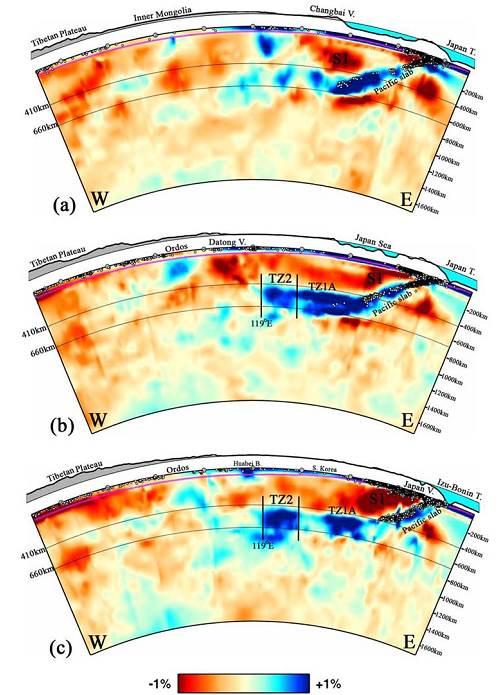 Tibetan Plateau Inner Mongolia Changbai V. Japan T.
S1
Pacific slab
410km
660km
200km
400km
600km
800km
1000km
1200km
1400km
1600km
(a) W E
Tibetan Plateau Ordos Datong V. Japan Sea Japan T.
TZ2 TZ1A S1
Pacific slab
119°E
410km
660km
200km
400km
600km
800km
1000km
1200km
1400km
1600km
(b) W E
Tibetan Plateau Ordos Huabei B. S. Korea Japan V. Izu-Bonin T.
TZ2 TZ1A S1
Pacific slab
119°E
410km
660km
200km
400km
600km
800km
1000km
1200km
1400km
1600km
(c) W E
-1% +1%